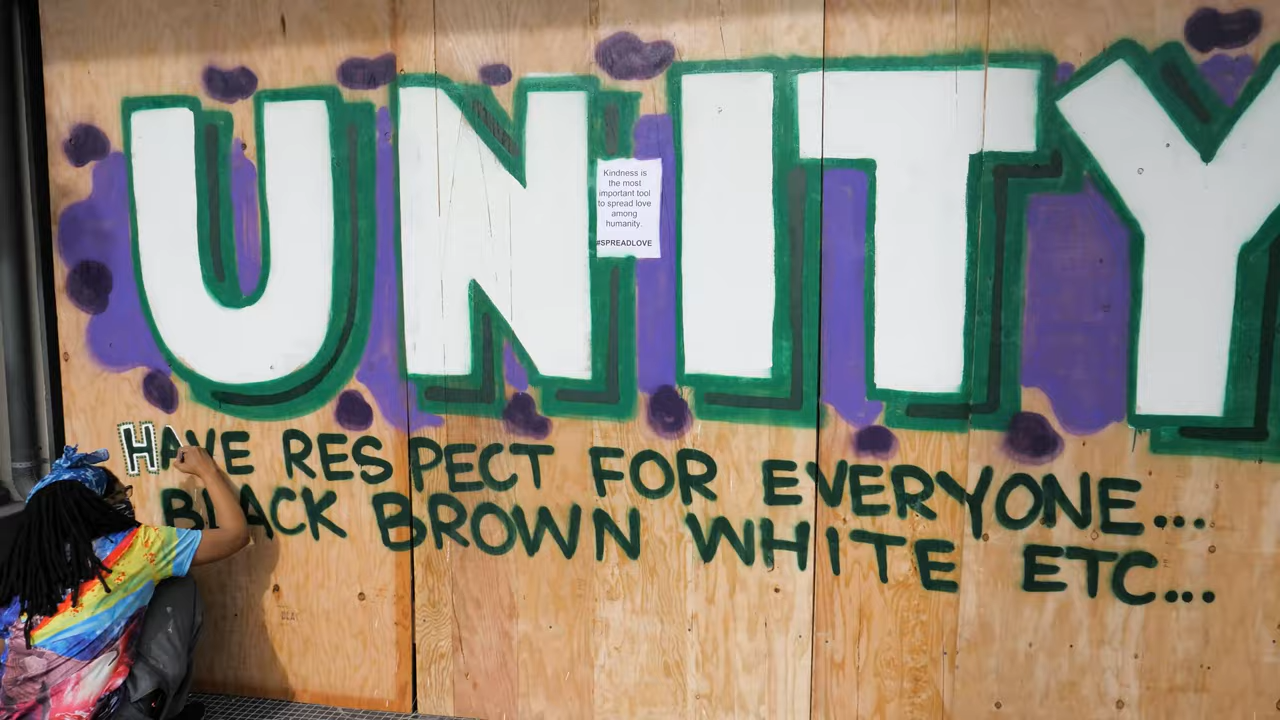 UNITY
Kindness is
the most
important tool
to spread love
among
humanity.
#SPREADLOVE
HAVE RESPECT FOR EVERYONE....
BLACK BROWN WHITE ETC...